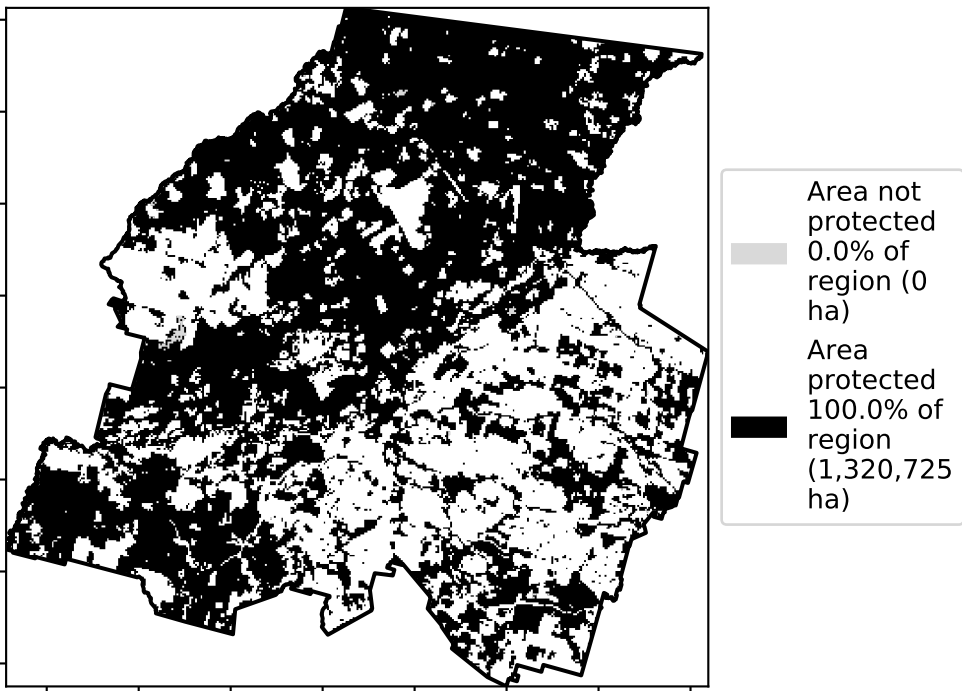 Area not
protected
0.0% of
region (0
ha)
Area
protected
100.0% of
region
(1,320,725
ha)